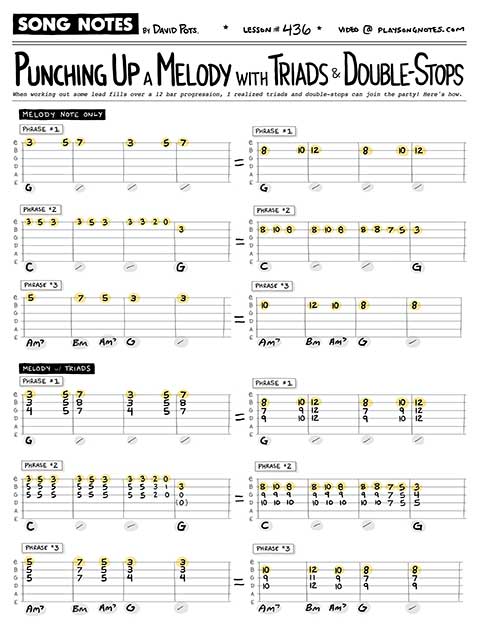 SONG NOTES BY DAVID POTS. * LESSON # 436 * VIDEO @ PLAYSONGNOTES.COM
PUNCHING UP A MELODY WITH TRIADS & DOUBLE-STOPS
When working out some lead fills over a 12 bar progression, I realized triads and double-stops can join the party! Here's how.
MELODY NOTE ONLY
PHRASE #1 PHRASE #1
e 3 5 7 3 5 7 e
B B 8 10 12 8 10 12
G = G
D D
A A
E E
G / / / G / / /
PHRASE #2 PHRASE #2
e 3 5 3 3 5 3 3 3 2 0 e
B 3 B 8 10 8 8 10 8 8 8 7 5 3
G = G
D D
A A
E E
C / / G C / / G
PHRASE #3 PHRASE #3
e 5 7 5 3 3 e
B B 10 12 10 8 8
G = G
D D
A A
E E
Am7 Bm Am7 G / Am7 Bm Am7 G /
MELODY w/ TRIADS
PHRASE #1 PHRASE #1
e 3 5 7 3 5 7 e
B 3 5 8 3 5 8 B 8 10 12 8 10 12
G 4 5 7 4 5 7 = G 7 9 12 7 9 12
D D 9 10 12 9 10 12
A A
E E
G / / / G / / /
PHRASE #2 PHRASE #2
e 3 5 3 3 5 3 3 3 2 0 e
B 5 5 5 5 5 5 5 5 3 1 3 B 8 10 8 8 10 8 8 8 7 5 3
G 5 5 5 5 5 5 5 5 2 0 0 = G 9 9 9 9 9 9 9 9 7 5 4
D (0) D 10 10 10 10 10 10 10 10 7 5 5
A A
E E
C / / G C / / G
PHRASE #3 PHRASE #3
e 5 7 5 3 3 e
B 5 7 5 3 3 B 10 12 10 8 8
G 5 7 5 4 4 = G 9 11 9 7 7
D D 10 12 10 9 9
A A
E E
Am7 Bm Am7 G / Am7 Bm Am7 G /